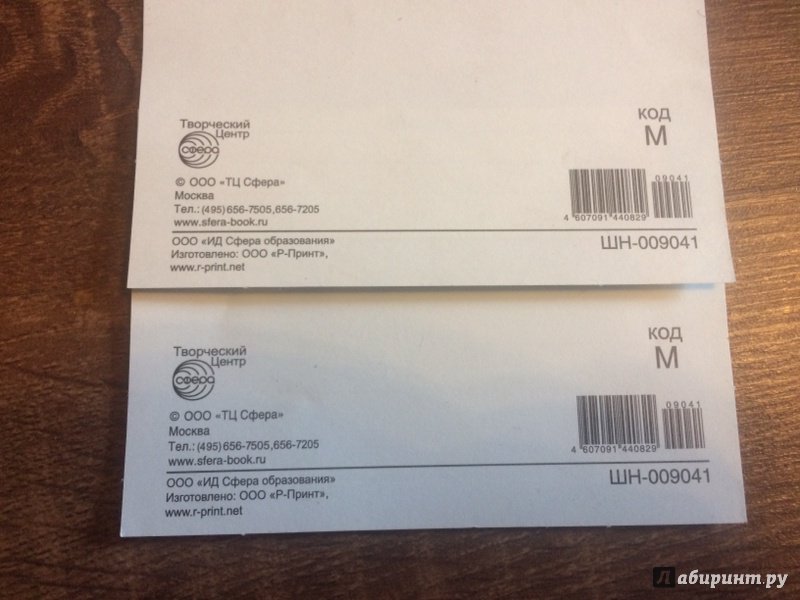 Творческий
Центр
сфера
© ООО «ТЦ Сфера»
Москва
Тел.: (495) 656-7505,656-7205
www.sfera-book.ru
КОД
М
09041
4 607091 440829
ООО «ИД Сфера образования»
Изготовлено: ООО «Р-Принт»,
www.r-print.net
ШН-009041
Творческий
Центр
сфера
© ООО «ТЦ Сфера»
Москва
Тел.: (495) 656-7505,656-7205
www.sfera-book.ru
КОД
М
09041
4 607091 440829
ООО «ИД Сфера образования»
Изготовлено: ООО «Р-Принт»,
www.r-print.net
ШН-009041
Лабиринт.ру